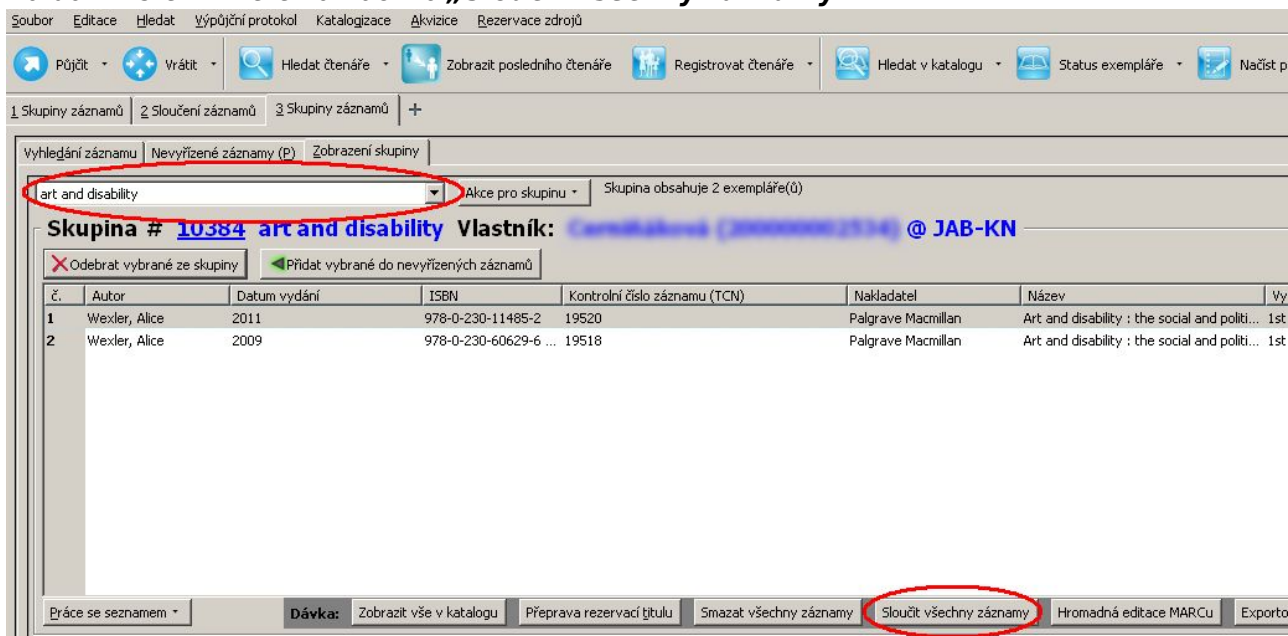 Soubor Editace Hledat Výpůjční protokol Katalogizace Akvizice Rezervace zdrojů
Půjčit Vrátit Hledat čtenáře Zobrazit posledního čtenáře Registrovat čtenáře Hledat v katalogu Status exempláře Načíst p
1 Skupiny záznamů 2 Sloučení záznamů 3 Skupiny záznamů +
Vyhledání záznamu Nevyřízené záznamy (P) Zobrazení skupiny
art and disability Akce pro skupinu Skupina obsahuje 2 exempláře(ů)
Skupina # 10384 art and disability Vlastník: @ JAB-KN
Odebrat vybrané ze skupiny Přidat vybrané do nevyřízených záznamů
č. Autor Datum vydání ISBN Kontrolní číslo záznamu (TCN) Nakladatel Název Vy
1 Wexler, Alice 2011 978-0-230-11485-2 19520 Palgrave Macmillan Art and disability : the social and politi... 1st
2 Wexler, Alice 2009 978-0-230-60629-6 ... 19518 Palgrave Macmillan Art and disability : the social and politi... 1st
Práce se seznamem Dávka: Zobrazit vše v katalogu Přeprava rezervací titulu Smazat všechny záznamy Sloučit všechny záznamy Hromadná editace MARCu Exporto